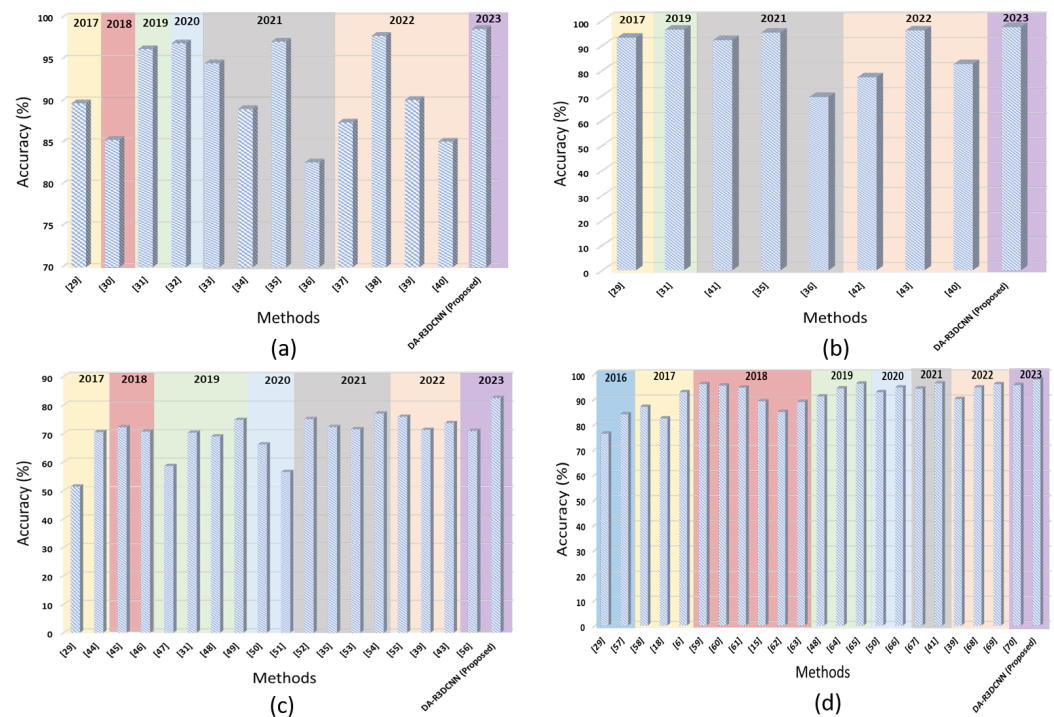 2017 2018 2019 2020 2021 2022 2023
100
95
90
85
80
75
70
Accuracy (%)
[29] [30] [31] [32] [33] [34] [35] [36] [37] [38] [39] [40] DA-R3DCNN (Proposed)
Methods
(a)
2017 2019 2021 2022 2023
100
90
80
70
60
50
40
30
20
10
0
Accuracy (%)
[29] [31] [41] [35] [36] [42] [43] [40] DA-R3DCNN (Proposed)
Methods
(b)
2017 2018 2019 2020 2021 2022 2023
90
80
70
60
50
40
30
20
10
0
Accuracy (%)
[29] [44] [45] [46] [47] [31] [48] [49] [50] [51] [52] [35] [53] [54] [55] [39] [43] [56] DA-R3DCNN (Proposed)
Methods
(c)
2016 2017 2018 2019 2020 2021 2022 2023
100
90
80
70
60
50
40
30
20
10
0
Accuracy (%)
[29] [57] [58] [18] [6] [59] [60] [61] [15] [62] [63] [48] [64] [65] [50] [66] [67] [41] [39] [68] [69] [70] DA-R3DCNN (Proposed)
Methods
(d)